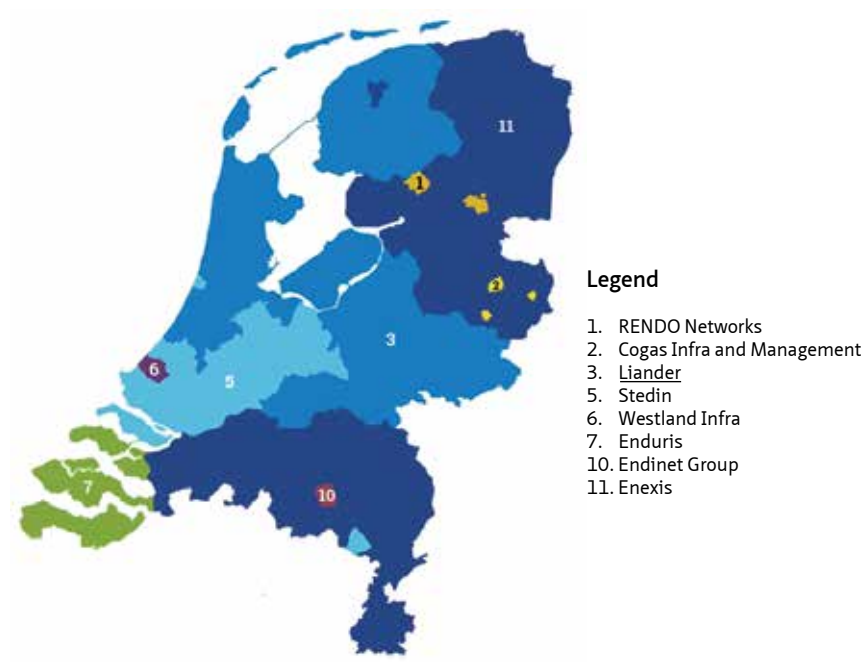 11
1
2
3
6
5
7
10
Legend
1. RENDO Networks
2. Cogas Infra and Management
3. Liander
5. Stedin
6. Westland Infra
7. Enduris
10. Endinet Group
11. Enexis